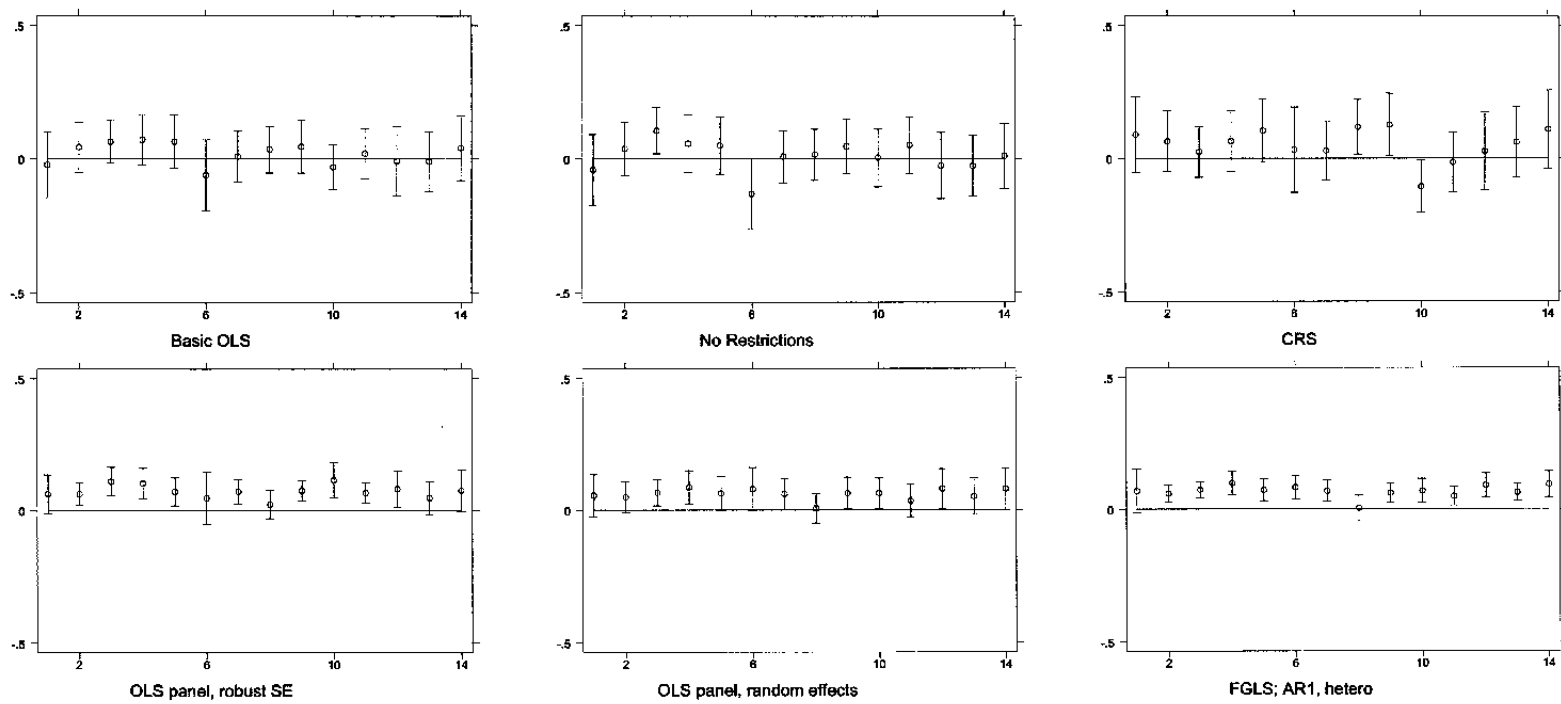 .5 .5 .5
0 0 0
-.5 -.5 -.5
2 6 10 14 2 6 10 14 2 6 10 14
Basic OLS No Restrictions CRS
.5 .5 .5
0 0 0
-.5 -.5 -.5
2 6 10 14 2 6 10 14 2 6 10 14
OLS panel, robust SE OLS panel, random effects FGLS; AR1, hetero